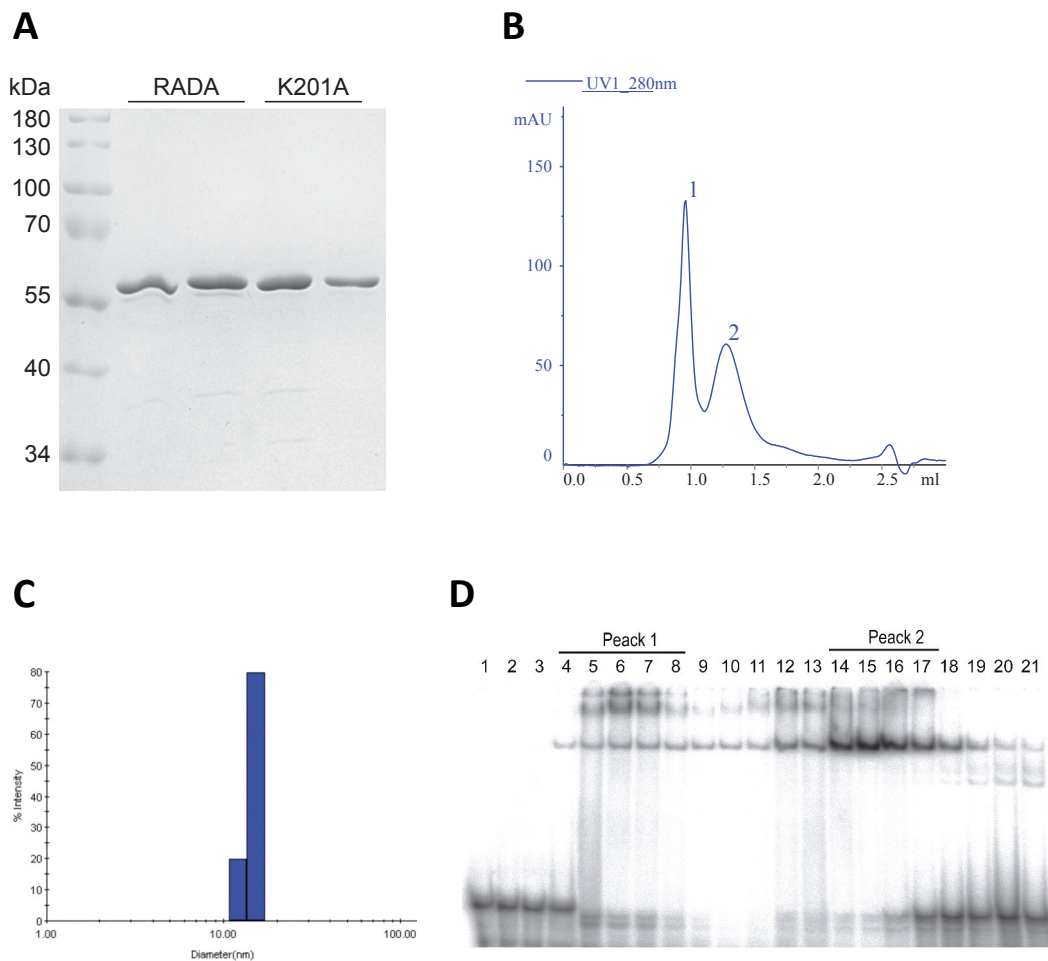 A
kDa
RADA K201A
180
130
100
70
55
40
34
B
UV1_280nm
mAU
150
100
50
0
1
2
0.0 0.5 1.0 1.5 2.0 2.5 ml
C
80
70
60
50
40
30
20
10
0
% Intensity
1.00 10.00 100.00
Diameter(nm)
D
Peack 1 Peack 2
1 2 3 4 5 6 7 8 9 10 11 12 13 14 15 16 17 18 19 20 21